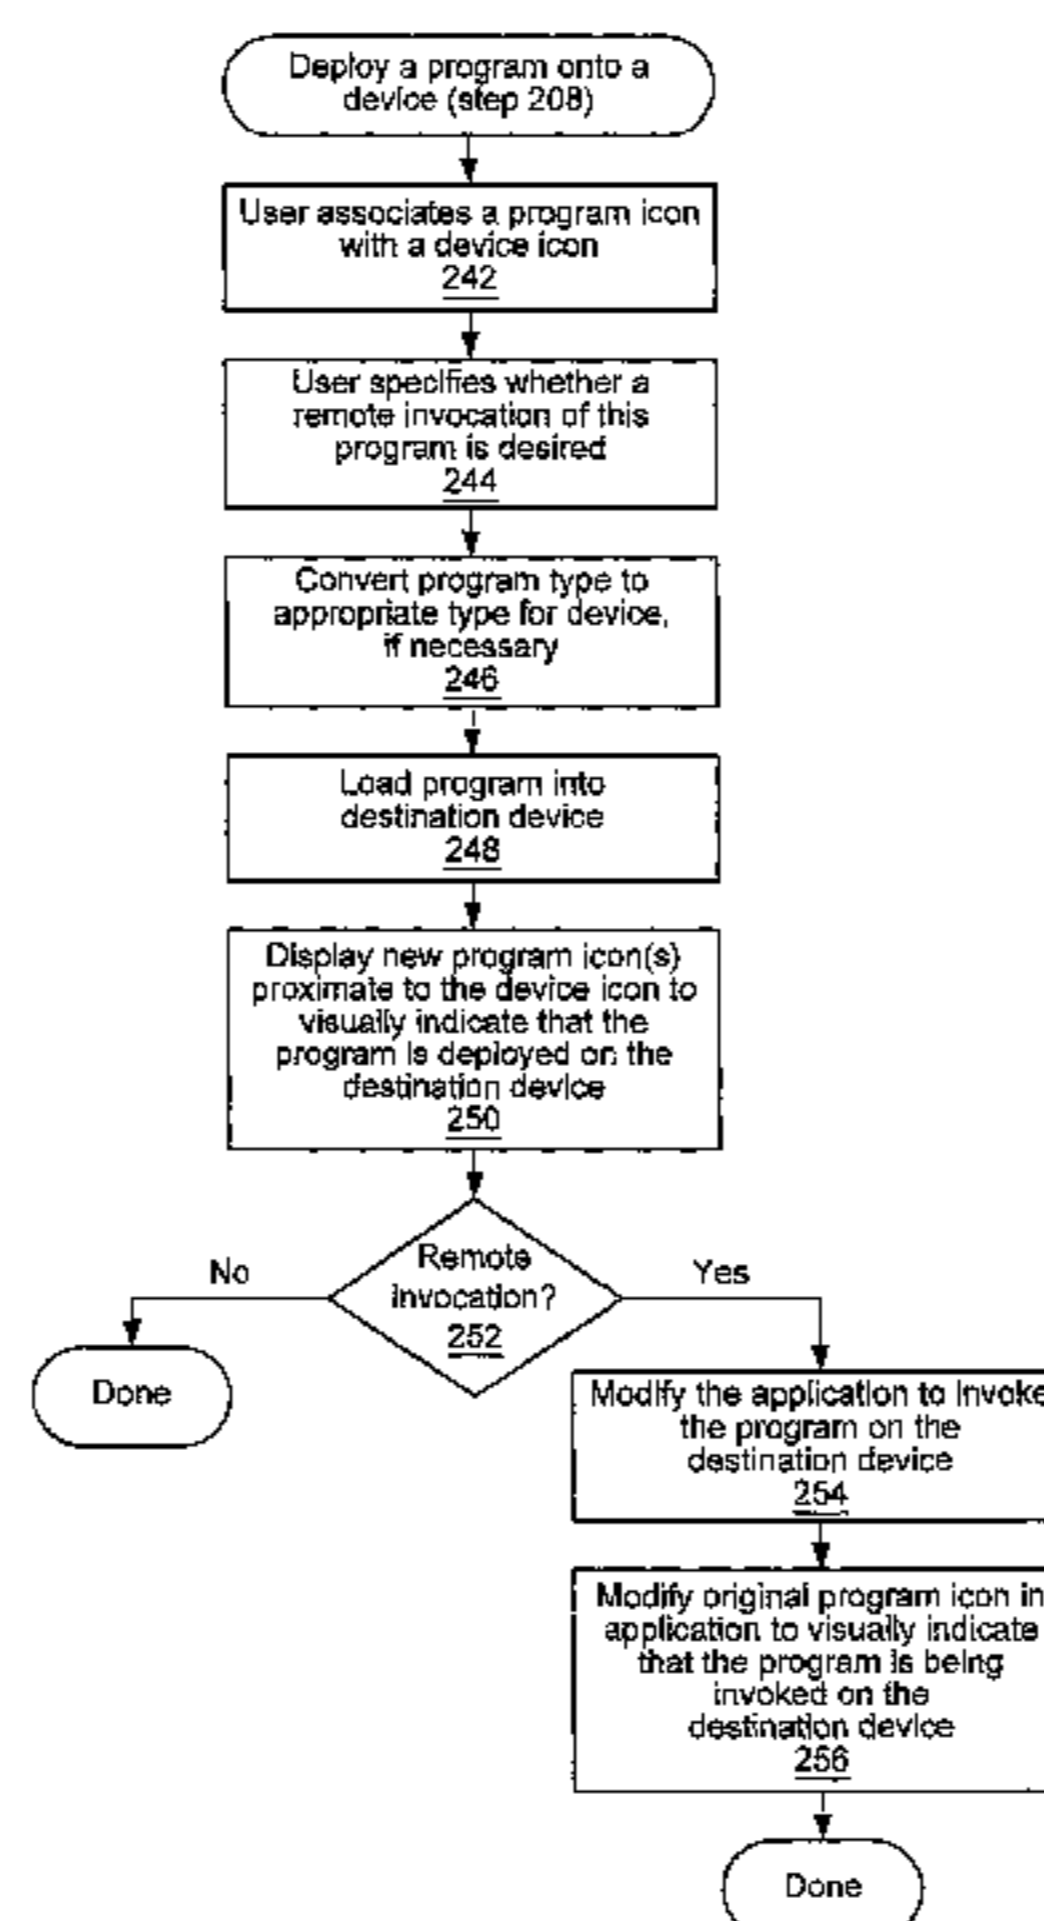 Deploy a program onto a
device (step 208)
User associates a program icon
with a device icon
242
User specifies whether a
remote invocation of this
program is desired
244
Convert program type to
appropriate type for device,
if necessary
246
Load program into
destination device
248
Display new program icon(s)
proximate to the device icon to
visually indicate that the
program is deployed on the
destination device
250
Remote
invocation?
252
No
Yes
Done
Modify the application to invoke
the program on the
destination device
254
Modify original program icon in
application to visually indicate
that the program is being
invoked on the
destination device
256
Done